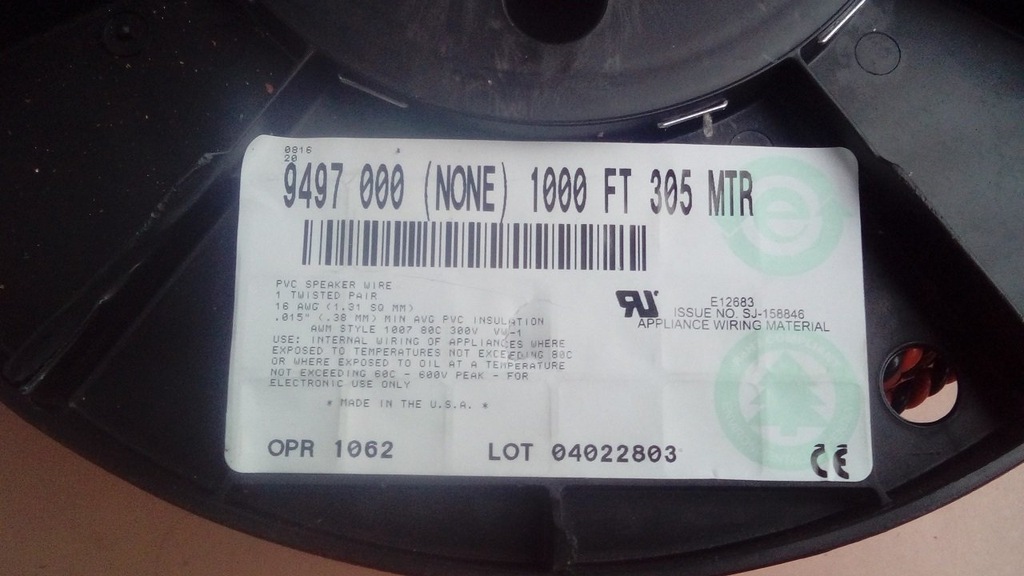 0816
20
9497 000 (NONE) 1000 FT 305 MTR
PVC SPEAKER WIRE
1 TWISTED PAIR
16 AWG (1.31 SQ MM)
.015" (.38 MM) MIN AVG PVC INSULATION
AWM STYLE 1007 80C 300V VW-1
USE: INTERNAL WIRING OF APPLIANCES WHERE
EXPOSED TO TEMPERATURES NOT EXCEEDING 80C
OR WHERE EXPOSED TO OIL AT A TEMPERATURE
NOT EXCEEDING 60C - 600V PEAK - FOR
ELECTRONIC USE ONLY
* MADE IN THE U.S.A. *
E12683
ISSUE NO. SJ-158846
APPLIANCE WIRING MATERIAL
OPR 1062 LOT 04022803
CE